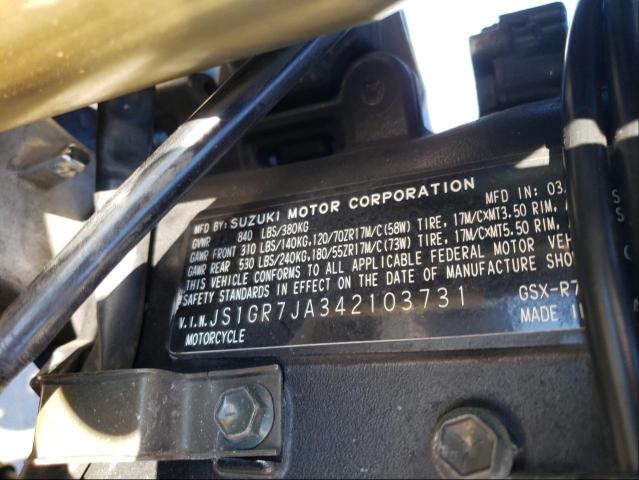 MFD BY: SUZUKI MOTOR CORPORATION MFD IN: 03
GVWR 840 LBS/380KG
GAWR FRONT 310 LBS/140KG,120/70ZR17M/C(58W) TIRE, 17M/CxMT3.50 RIM,
GAWR REAR 530 LBS/240KG,180/55ZR17M/C(73W) TIRE, 17M/CxMT5.50 RIM,
THIS VEHICLE CONFORMS TO ALL APPLICABLE FEDERAL MOTOR VEH
SAFETY STANDARDS IN EFFECT ON THE DATE OF MANUFACTURE SHO
V.I.N. JS1GR7JA342103731 GSX-R7
MOTORCYCLE MADE I